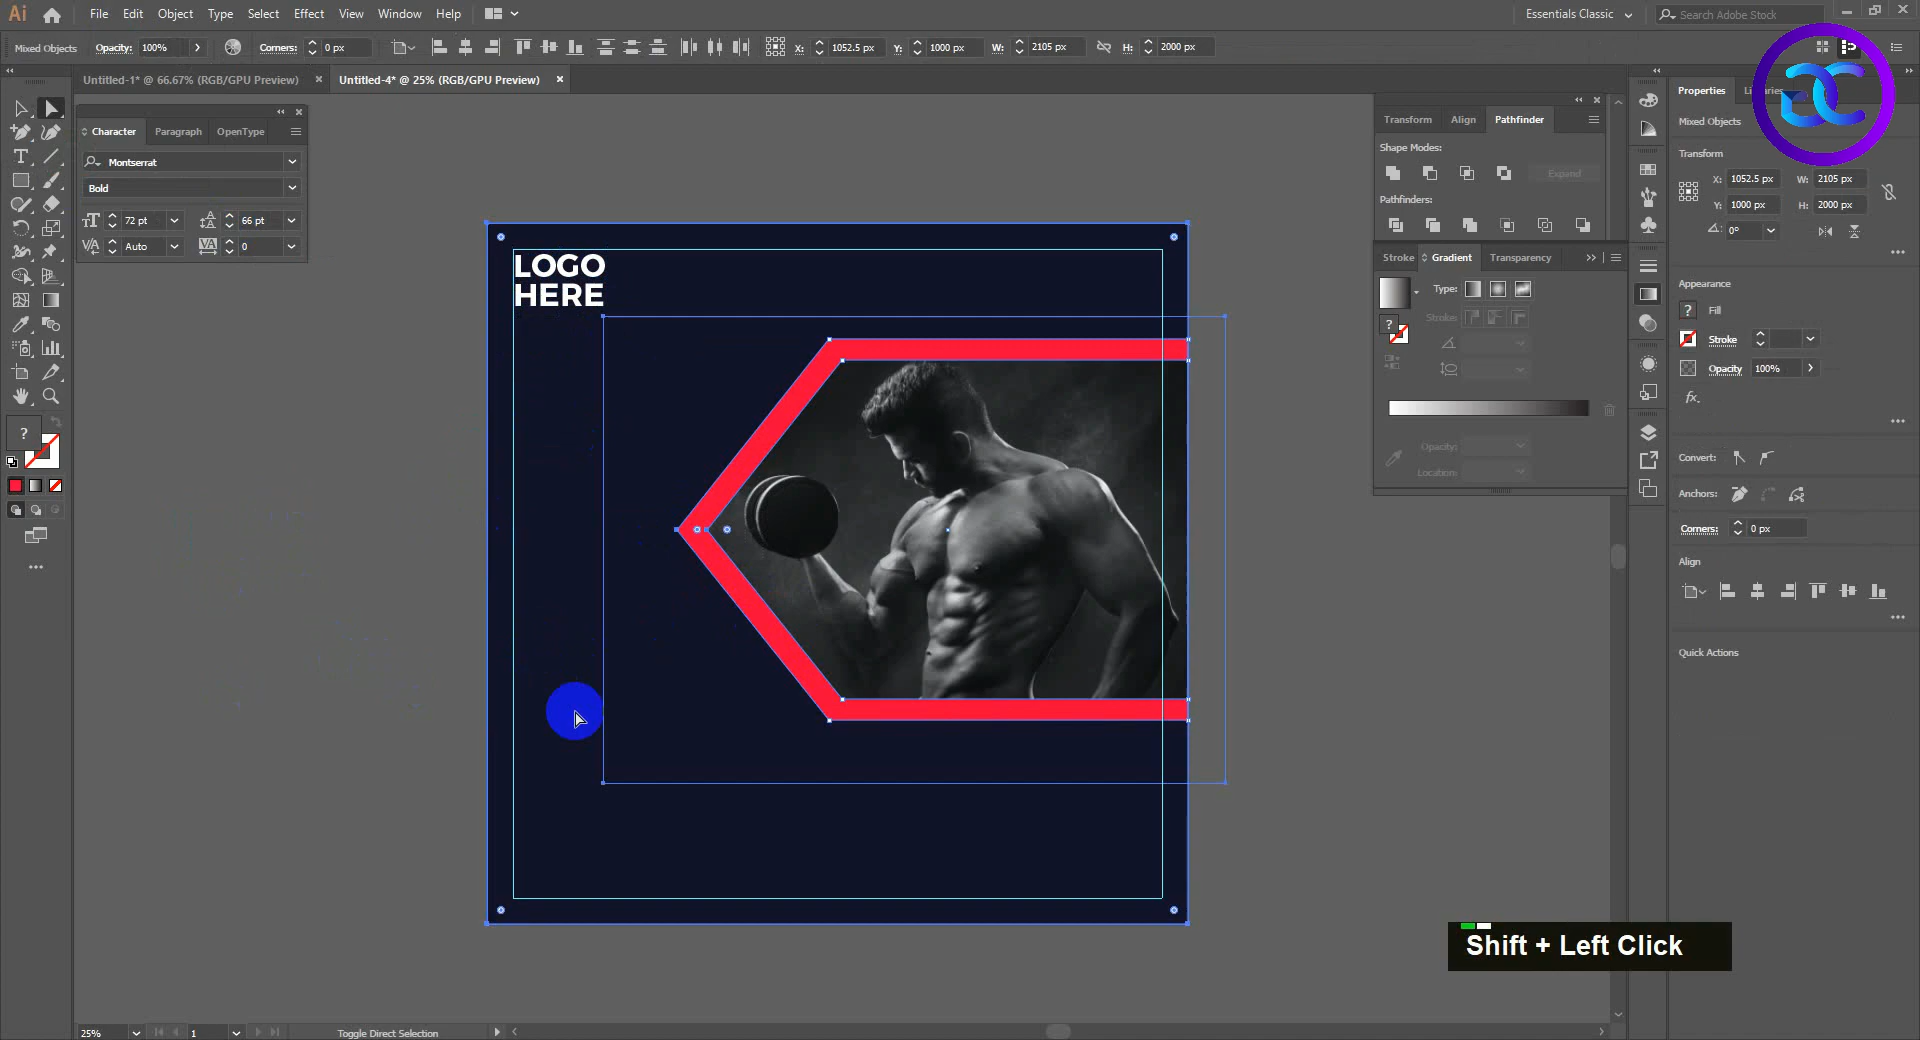 Ai File Edit Object Type Select Effect View Window Help Essentials Classic Search Adobe Stock
Mixed Objects Opacity: 100% Corners: 0 px X: 1052.5 px Y: 1000 px W: 2105 px H: 2000 px
Untitled-1* @ 66.67% (RGB/GPU Preview) × Untitled-4* @ 25% (RGB/GPU Preview) ×
Character Paragraph OpenType
Montserrat
Bold
72 pt 66 pt
Auto 0
LOGO
HERE
Transform Align Pathfinder
Shape Modes:
Expand
Pathfinders:
Stroke Gradient Transparency
Type:
Stroke:
Opacity:
Location:
Properties
Mixed Objects
Transform
X: 1052.5 px W: 2105 px
Y: 1000 px H: 2000 px
0°
Appearance
? Fill
Stroke
Opacity 100%
fx.
Convert:
Anchors:
Corners: 0 px
Align
Quick Actions
Shift + Left Click
25% 1 Toggle Direct Selection